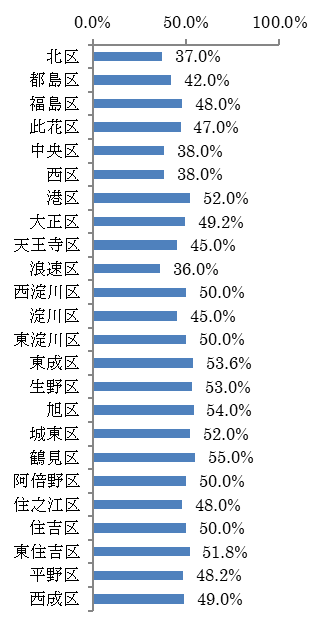 0.0% 50.0% 100.0%
北区 37.0%
都島区 42.0%
福島区 48.0%
此花区 47.0%
中央区 38.0%
西区 38.0%
港区 52.0%
大正区 49.2%
天王寺区 45.0%
浪速区 36.0%
西淀川区 50.0%
淀川区 45.0%
東淀川区 50.0%
東成区 53.6%
生野区 53.0%
旭区 54.0%
城東区 52.0%
鶴見区 55.0%
阿倍野区 50.0%
住之江区 48.0%
住吉区 50.0%
東住吉区 51.8%
平野区 48.2%
西成区 49.0%